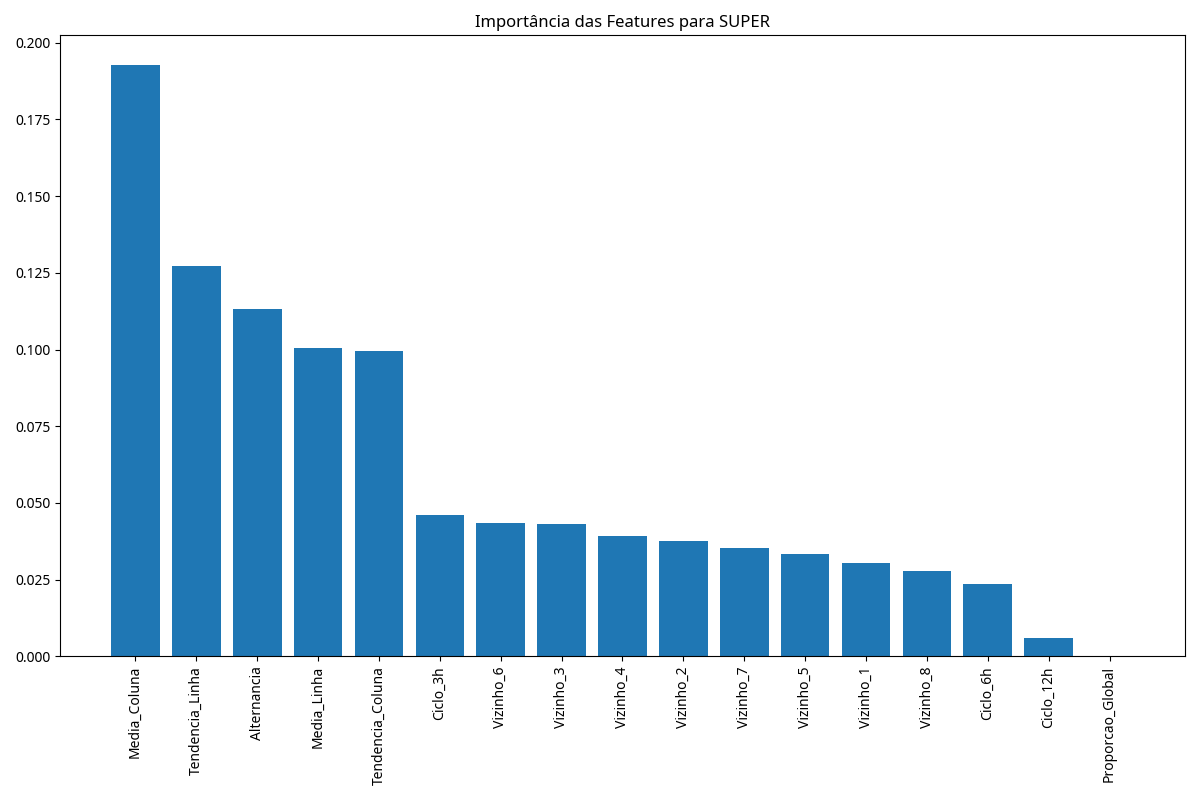 Importância das Features para SUPER
0.200
0.175
0.150
0.125
0.100
0.075
0.050
0.025
0.000
Media_Coluna
Tendencia_Linha
Alternancia
Media_Linha
Tendencia_Coluna
Ciclo_3h
Vizinho_6
Vizinho_3
Vizinho_4
Vizinho_2
Vizinho_7
Vizinho_5
Vizinho_1
Vizinho_8
Ciclo_6h
Ciclo_12h
Proporcao_Global